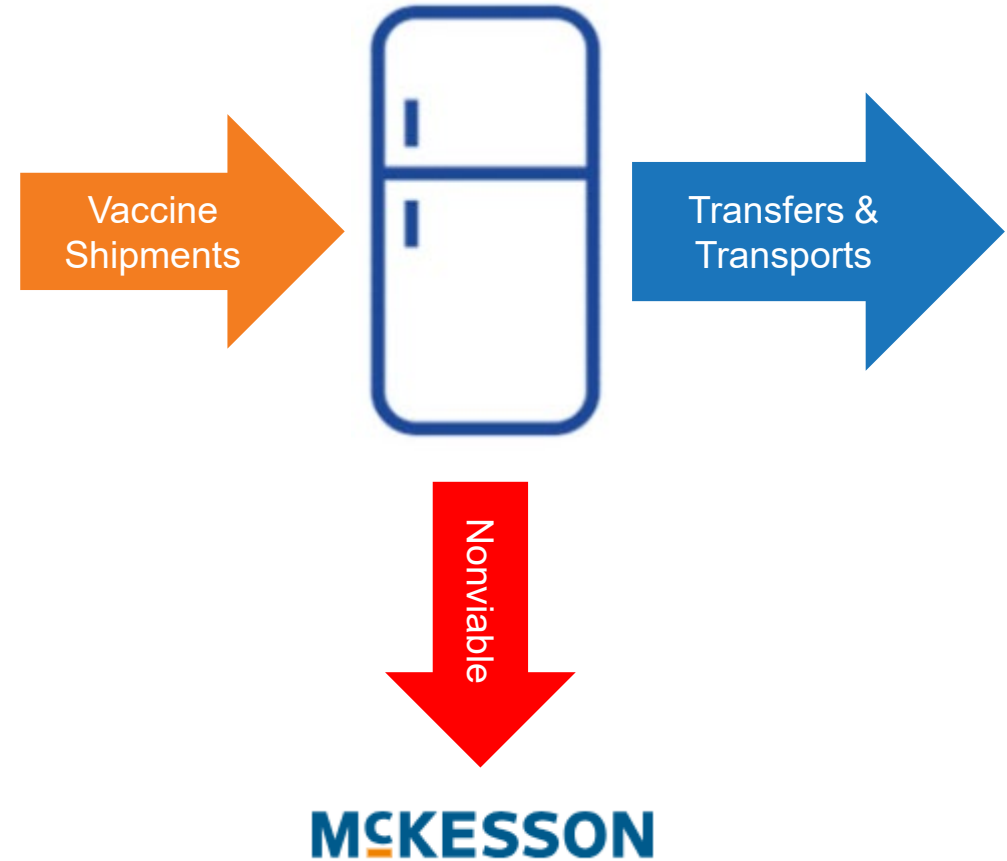 Vaccine
Shipments
Transfers &
Transports
Nonviable
McKESSON